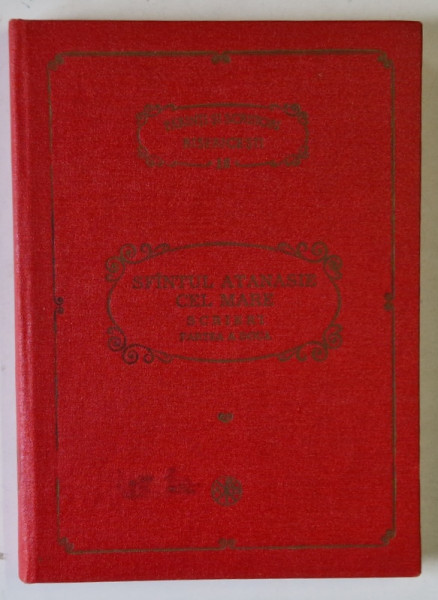 PĂRINȚI ȘI SCRIITORI
BISERICEȘTI
SFÎNTUL ATANASIE
CEL MARE
SCRIERI
PARTEA A DOUA